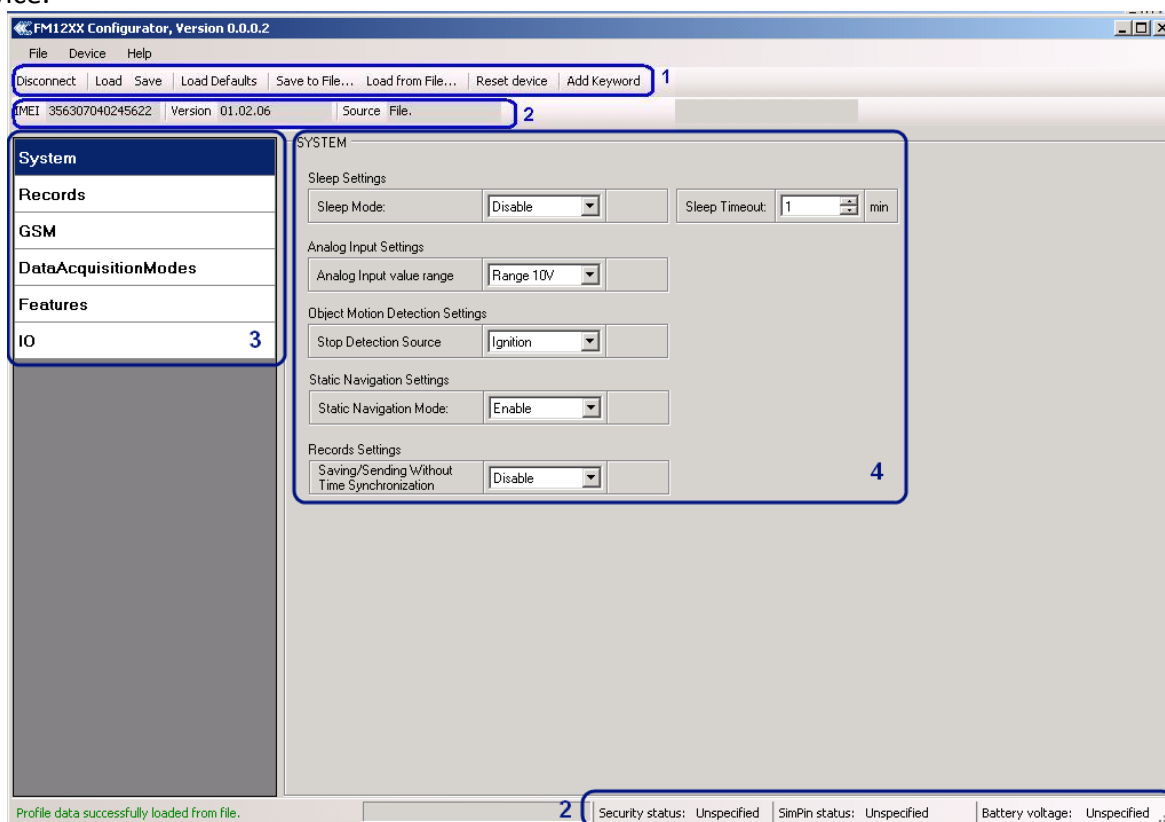 FM12XX Configurator, Version 0.0.0.2
File Device Help
Disconnect Load Save Load Defaults Save to File... Load from File... Reset device Add Keyword 1
IMEI 356307040245622 Version 01.02.06 Source File. 2
SYSTEM
System
Sleep Settings
Records
Sleep Mode: Disable Sleep Timeout: 1 min
GSM
Analog Input Settings
DataAcquisitionModes
Analog Input value range Range 10V
Features
Object Motion Detection Settings
IO 3
Stop Detection Source Ignition
Static Navigation Settings
Static Navigation Mode: Enable
Records Settings
Saving/Sending Without
Time Synchronization Disable
4
Profile data successfully loaded from file. 2 Security status: Unspecified SimPin status: Unspecified Battery voltage: Unspecified